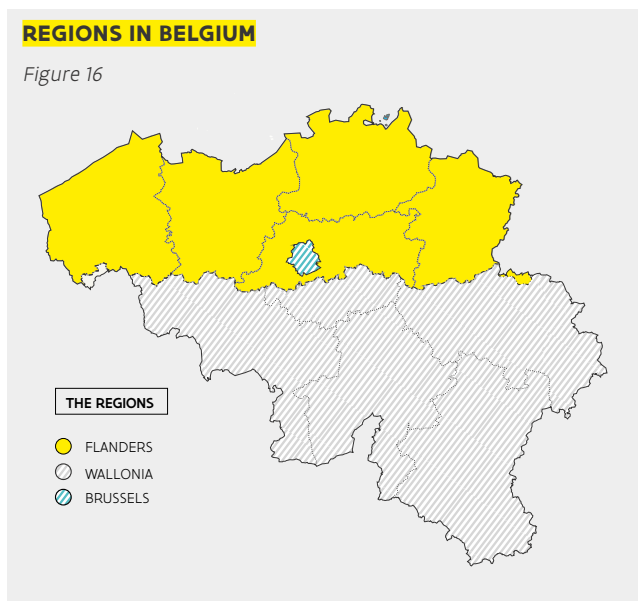 REGIONS IN BELGIUM
Figure 16
THE REGIONS
FLANDERS
WALLONIA
BRUSSELS